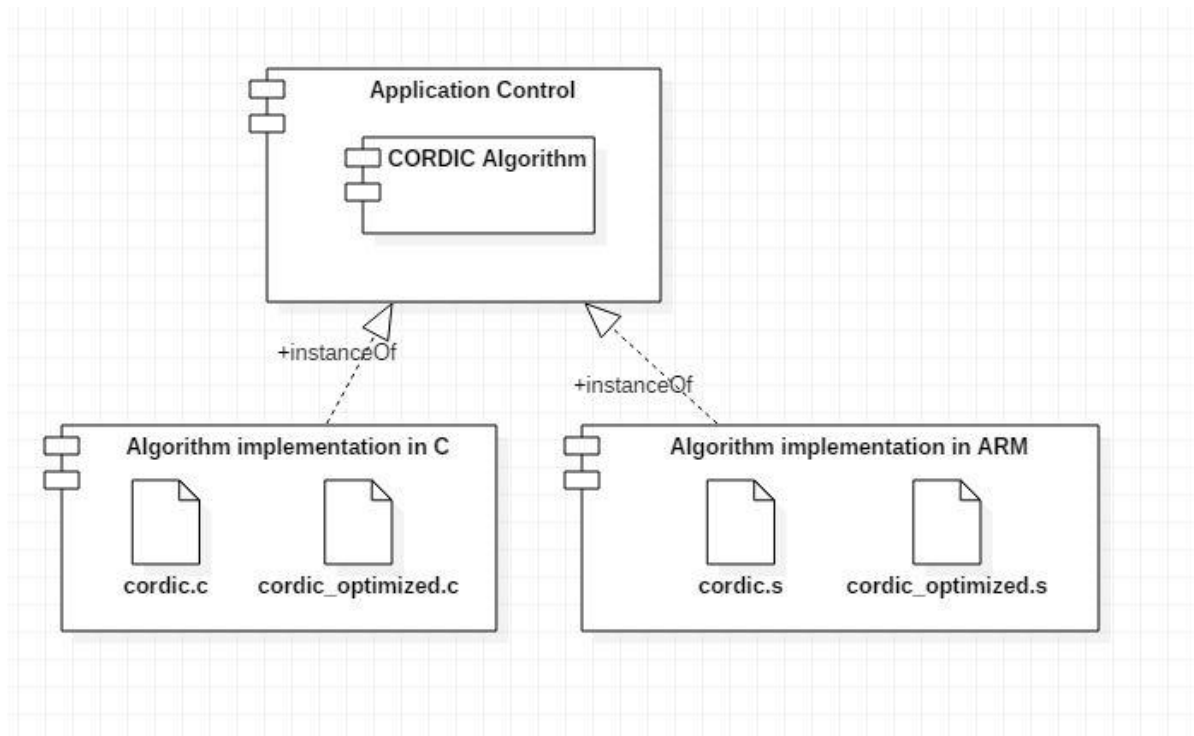 Application Control
CORDIC Algorithm
+instanceOf
+instanceOf
Algorithm implementation in C
cordic.c
cordic_optimized.c
Algorithm implementation in ARM
cordic.s
cordic_optimized.s